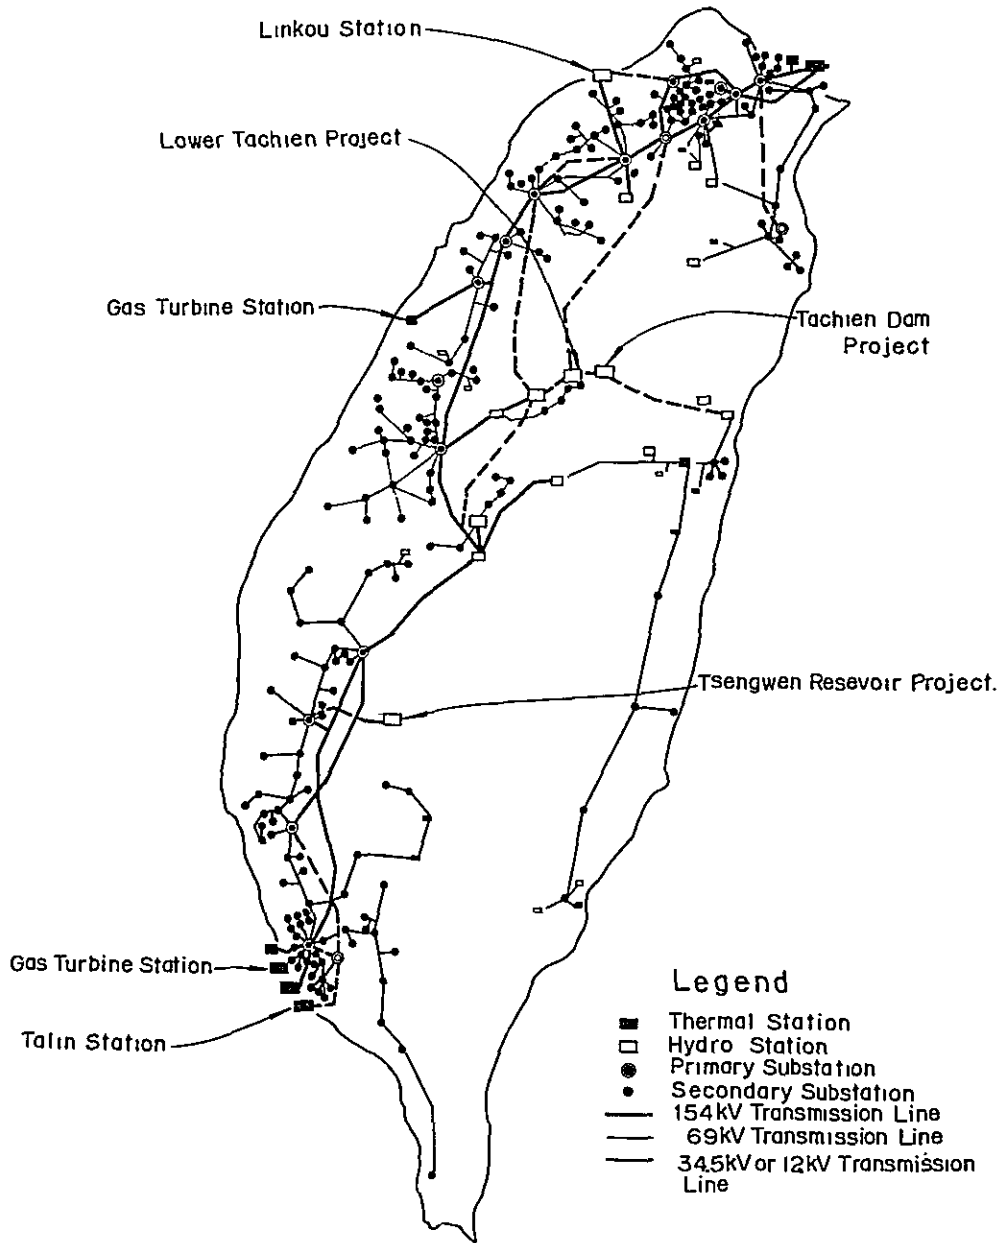 Linkou Station
Lower Tachien Project
Gas Turbine Station
Tachien Dam
Project
Tsengwen Resevoir Project.
Gas Turbine Station
Talin Station
Legend
Thermal Station
Hydro Station
Primary Substation
Secondary Substation
154kV Transmission Line
69kV Transmission Line
34.5kV or 12kV Transmission
Line